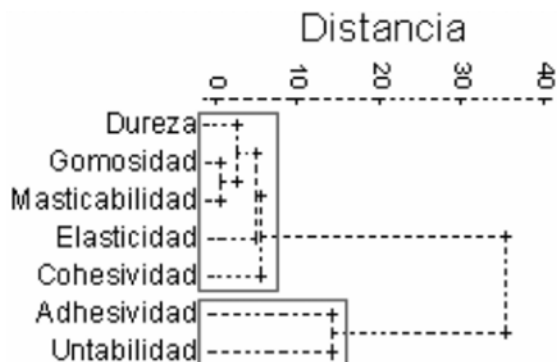 Distancia
0 10 20 30 40
Dureza
Gomosidad
Masticabilidad
Elasticidad
Cohesividad
Adhesividad
Untabilidad